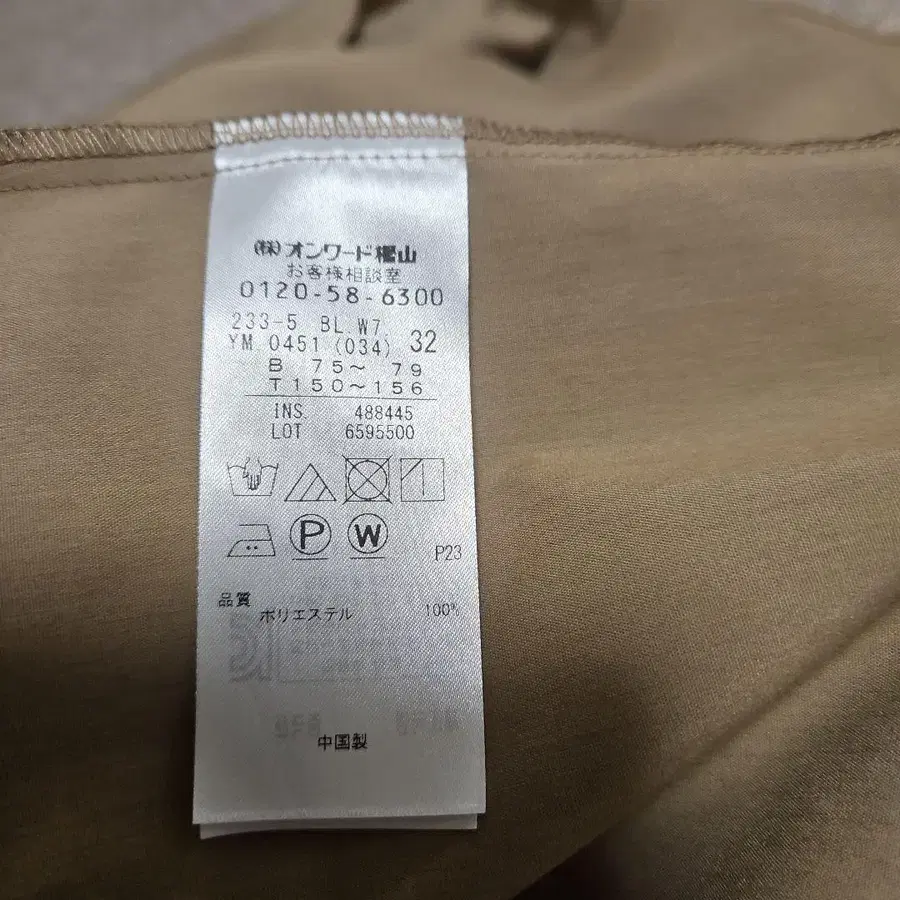 (株)オンワード樫山
お客様相談室
0120-58-6300
233-5 BL W7.
YM 0451 (034) 32
B 75〜 79
T150〜156
INS. 488445
LOT 6595500
P
W
P23
品質
ポリエステル 100%
中国製